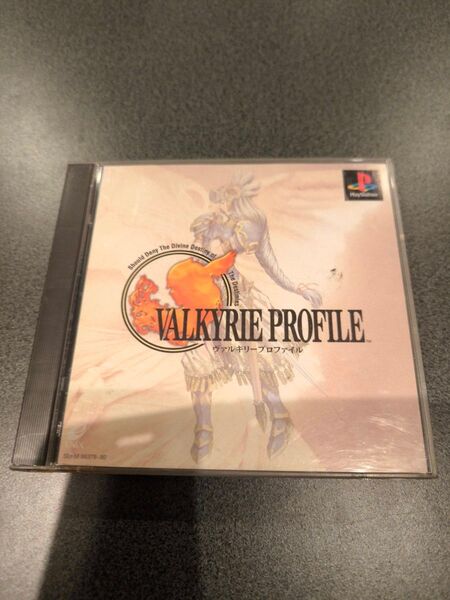 PlayStation
Should Deny The Divine Destiny of The Destinies
VALKYRIE PROFILE™
ヴァルキリープロファイル